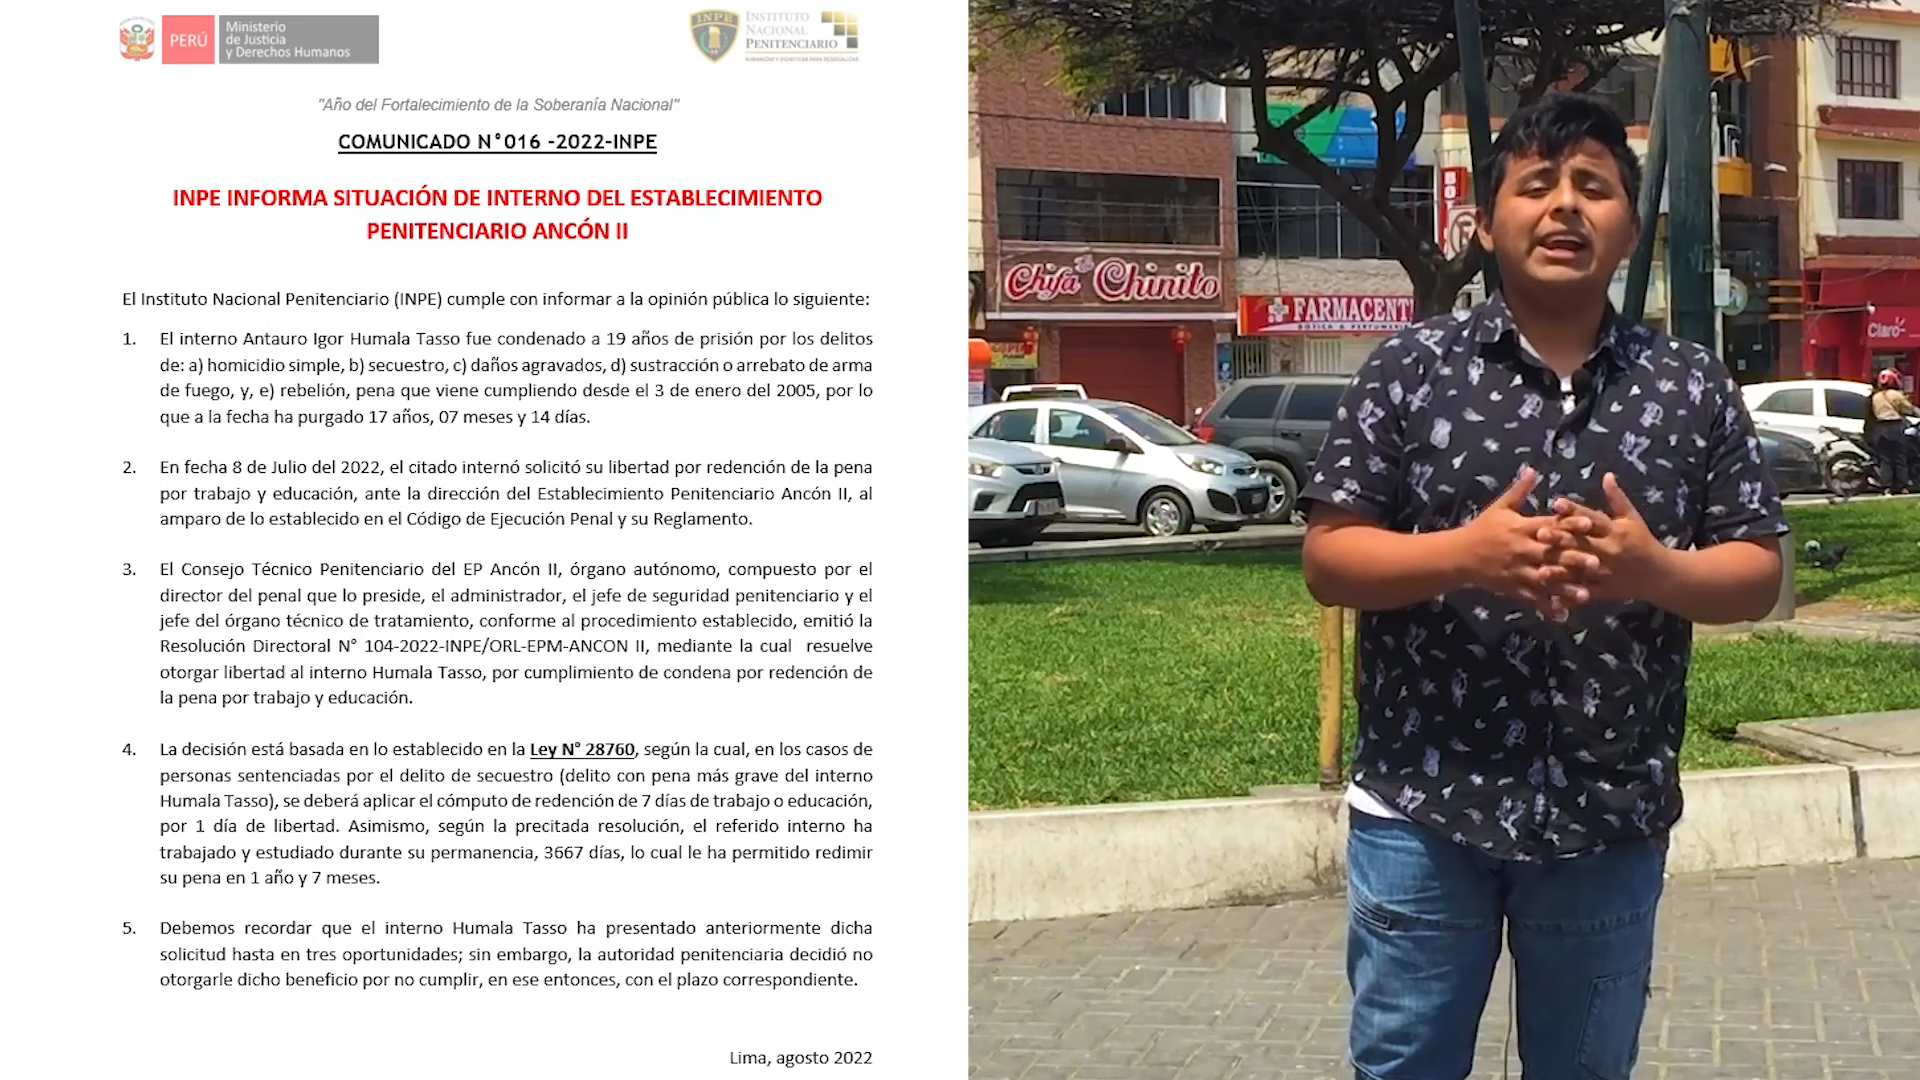 PERÚ
Ministerio
de Justicia
y Derechos Humanos
INPE
INSTITUTO
NACIONAL
PENITENCIARIO
"Año del Fortalecimiento de la Soberanía Nacional"
COMUNICADO N°016 -2022-INPE
INPE INFORMA SITUACIÓN DE INTERNO DEL ESTABLECIMIENTO
PENITENCIARIO ANCÓN II
El Instituto Nacional Penitenciario (INPE) cumple con informar a la opinión pública lo siguiente:
1. El interno Antauro Igor Humala Tasso fue condenado a 19 años de prisión por los delitos
de: a) homicidio simple, b) secuestro, c) daños agravados, d) sustracción o arrebato de arma
de fuego, y, e) rebelión, pena que viene cumpliendo desde el 3 de enero del 2005, por lo
que a la fecha ha purgado 17 años, 07 meses y 14 días.
2. En fecha 8 de Julio del 2022, el citado internó solicitó su libertad por redención de la pena
por trabajo y educación, ante la dirección del Establecimiento Penitenciario Ancón II, al
amparo de lo establecido en el Código de Ejecución Penal y su Reglamento.
3. El Consejo Técnico Penitenciario del EP Ancón II, órgano autónomo, compuesto por el
director del penal que lo preside, el administrador, el jefe de seguridad penitenciario y el
jefe del órgano técnico de tratamiento, conforme al procedimiento establecido, emitió la
Resolución Directoral N° 104-2022-INPE/ORL-EPM-ANCON II, mediante la cual resuelve
otorgar libertad al interno Humala Tasso, por cumplimiento de condena por redención de
la pena por trabajo y educación.
4. La decisión está basada en lo establecido en la Ley N° 28760, según la cual, en los casos de
personas sentenciadas por el delito de secuestro (delito con pena más grave del interno
Humala Tasso), se deberá aplicar el cómputo de redención de 7 días de trabajo o educación,
por 1 día de libertad. Asimismo, según la precitada resolución, el referido interno ha
trabajado y estudiado durante su permanencia, 3667 días, lo cual le ha permitido redimir
su pena en 1 año y 7 meses.
5. Debemos recordar que el interno Humala Tasso ha presentado anteriormente dicha
solicitud hasta en tres oportunidades; sin embargo, la autoridad penitenciaria decidió no
otorgarle dicho beneficio por no cumplir, en ese entonces, con el plazo correspondiente.
Lima, agosto 2022
Chifa Chinito
FARMACENT
BOTICA & PERFUMERIA
BO
Claro